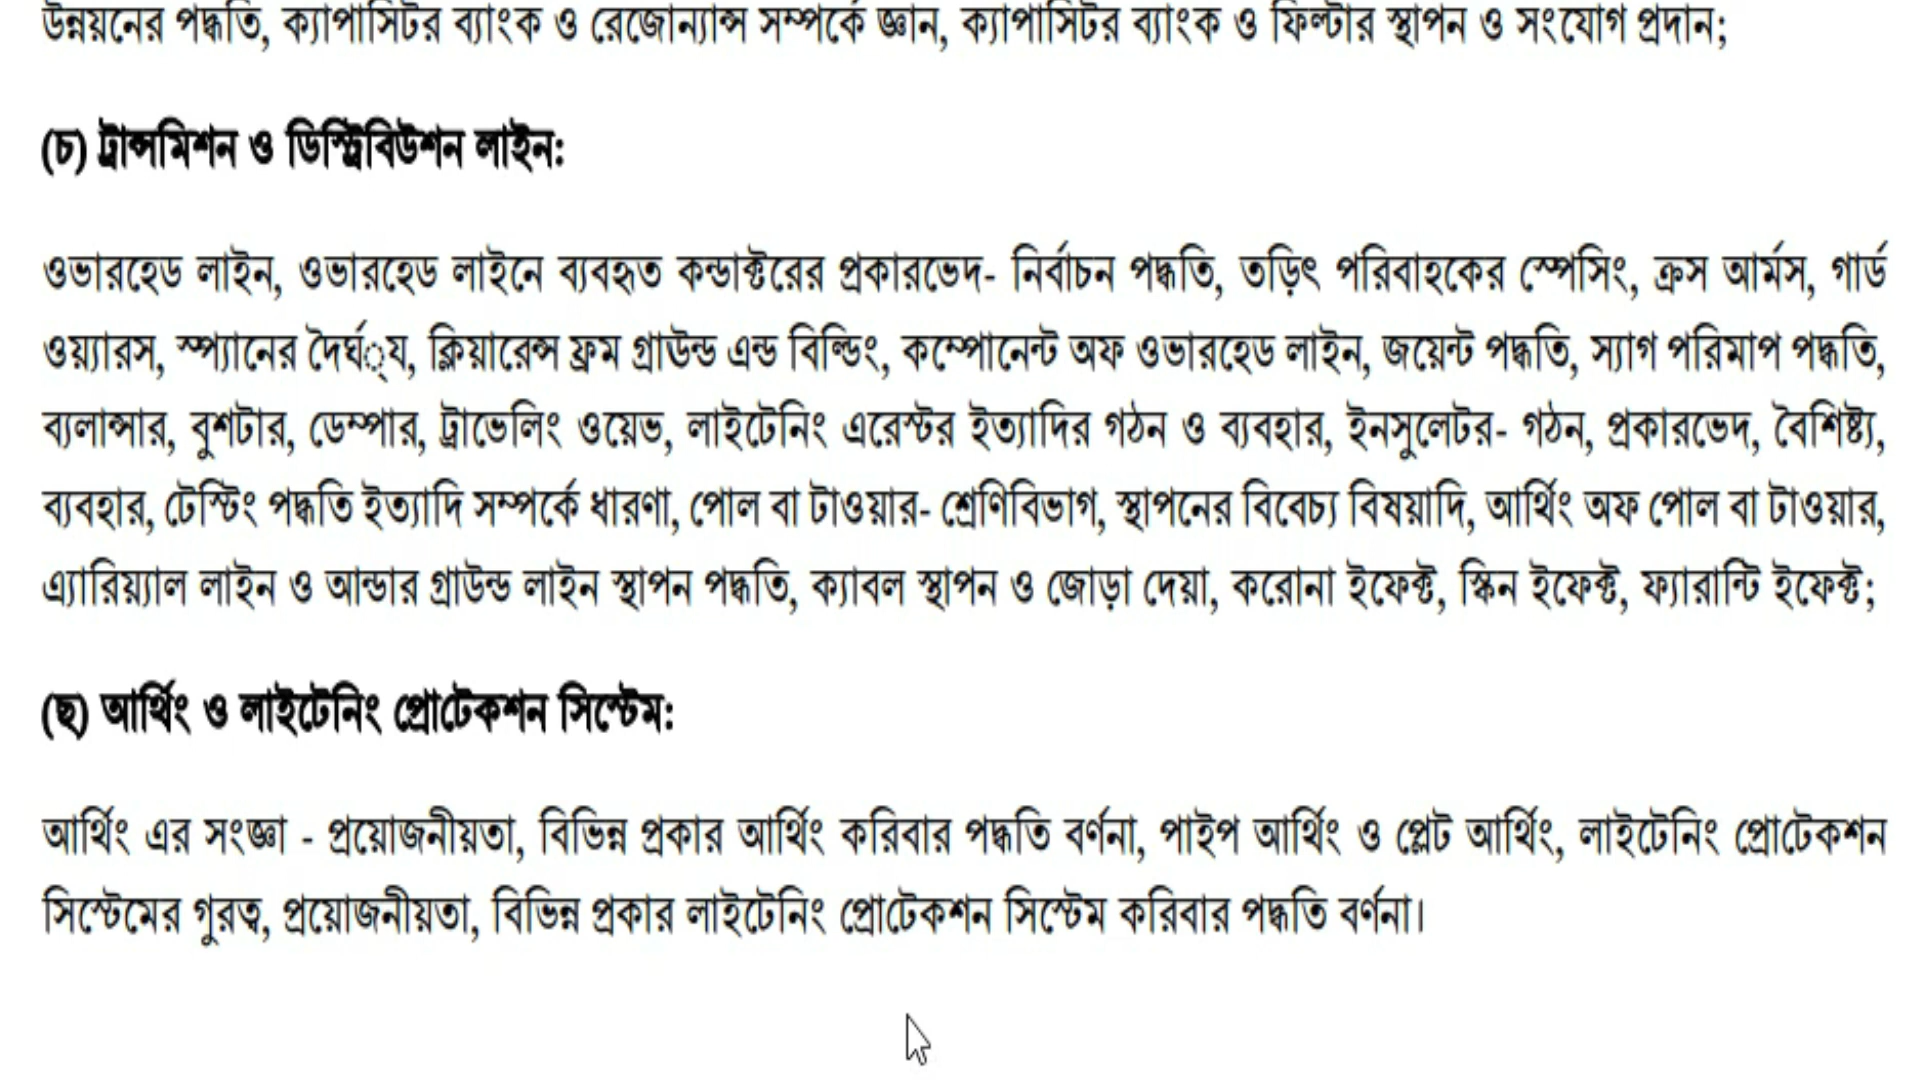 উন্নয়নের পদ্ধতি, ক্যাপাসিটর ব্যাংক ও রেজোন্যান্স সম্পর্কে জ্ঞান, ক্যাপাসিটর ব্যাংক ও ফিল্টার স্থাপন ও সংযোগ প্রদান;
(চ) ট্রান্সমিশন ও ডিস্ট্রিবিউশন লাইন:
ওভারহেড লাইন, ওভারহেড লাইনে ব্যবহৃত কন্ডাক্টরের প্রকারভেদ- নির্বাচন পদ্ধতি, তড়িৎ পরিবাহকের স্পেসিং, ক্রস আর্মস, গার্ড
ওয়্যারস, স্প্যানের দৈর্ঘ্্য, ক্লিয়ারেন্স ফ্রম গ্রাউন্ড এন্ড বিল্ডিং, কম্পোনেন্ট অফ ওভারহেড লাইন, জয়েন্ট পদ্ধতি, স্যাগ পরিমাপ পদ্ধতি,
ব্যলান্সার, বুশটার, ডেম্পার, ট্রাভেলিং ওয়েভ, লাইটেনিং এরেস্টর ইত্যাদির গঠন ও ব্যবহার, ইনসুলেটর- গঠন, প্রকারভেদ, বৈশিষ্ট্য,
ব্যবহার, টেস্টিং পদ্ধতি ইত্যাদি সম্পর্কে ধারণা, পোল বা টাওয়ার- শ্রেণিবিভাগ, স্থাপনের বিবেচ্য বিষয়াদি, আর্থিং অফ পোল বা টাওয়ার,
এ্যারিয়্যাল লাইন ও আন্ডার গ্রাউন্ড লাইন স্থাপন পদ্ধতি, ক্যাবল স্থাপন ও জোড়া দেয়া, করোনা ইফেক্ট, স্কিন ইফেক্ট, ফ্যারান্টি ইফেক্ট;
(ছ) আর্থিং ও লাইটেনিং প্রোটেকশন সিস্টেম:
আর্থিং এর সংজ্ঞা - প্রয়োজনীয়তা, বিভিন্ন প্রকার আর্থিং করিবার পদ্ধতি বর্ণনা, পাইপ আর্থিং ও প্লেট আর্থিং, লাইটেনিং প্রোটেকশন
সিস্টেমের গুরত্ব, প্রয়োজনীয়তা, বিভিন্ন প্রকার লাইটেনিং প্রোটেকশন সিস্টেম করিবার পদ্ধতি বর্ণনা।